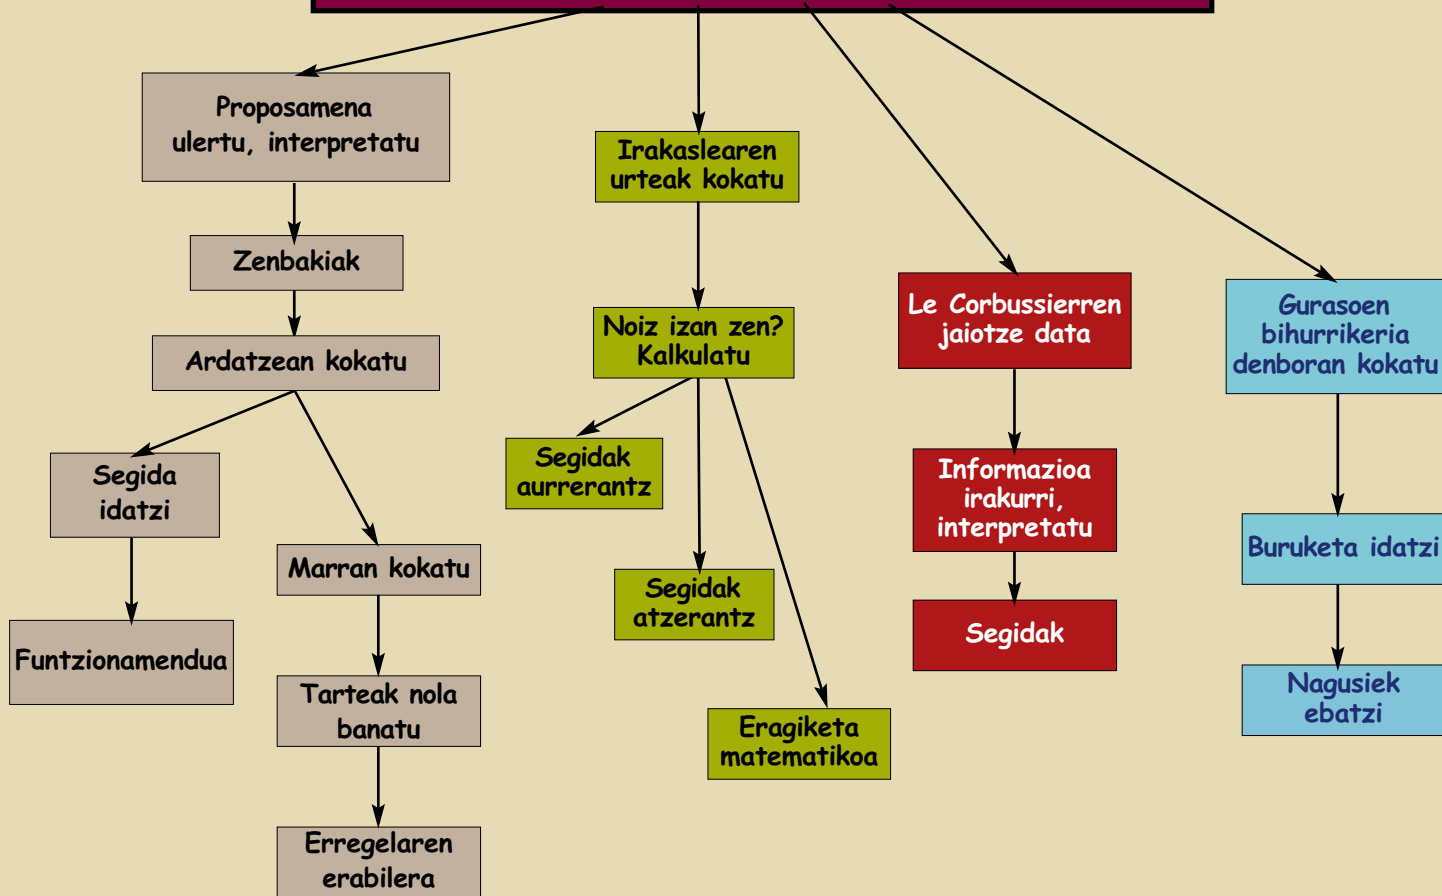 Proposamena
ulertu, interpretatu
Zenbakiak
Ardatzean kokatu
Segida
idatzi
Funtzionamendua
Marran kokatu
Tarteak nola
banatu
Erregelaren
erabilera
Irakaslearen
urteak kokatu
Noiz izan zen?
Kalkulatu
Segidak
aurrerantz
Segidak
atzerantz
Eragiketa
matematikoa
Le Corbussierren
jaiotze data
Informazioa
irakurri,
interpretatu
Segidak
Gurasoen
bihurrikeria
denboran kokatu
Buruketa idatzi
Nagusiek
ebatzi